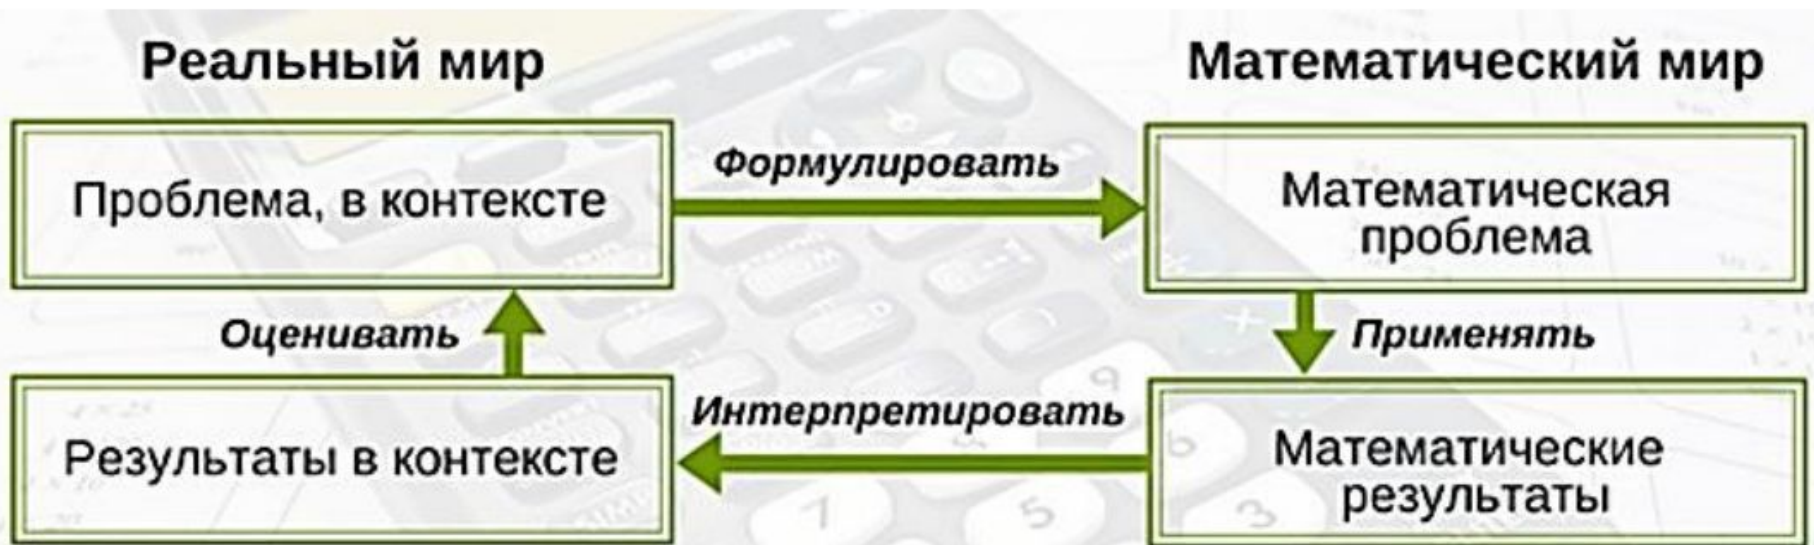 Реальный мир
Математический мир
Проблема, в контексте
Формулировать
Математическая
проблема
Оценивать
Применять
Результаты в контексте
Интерпретировать
Математические
результаты